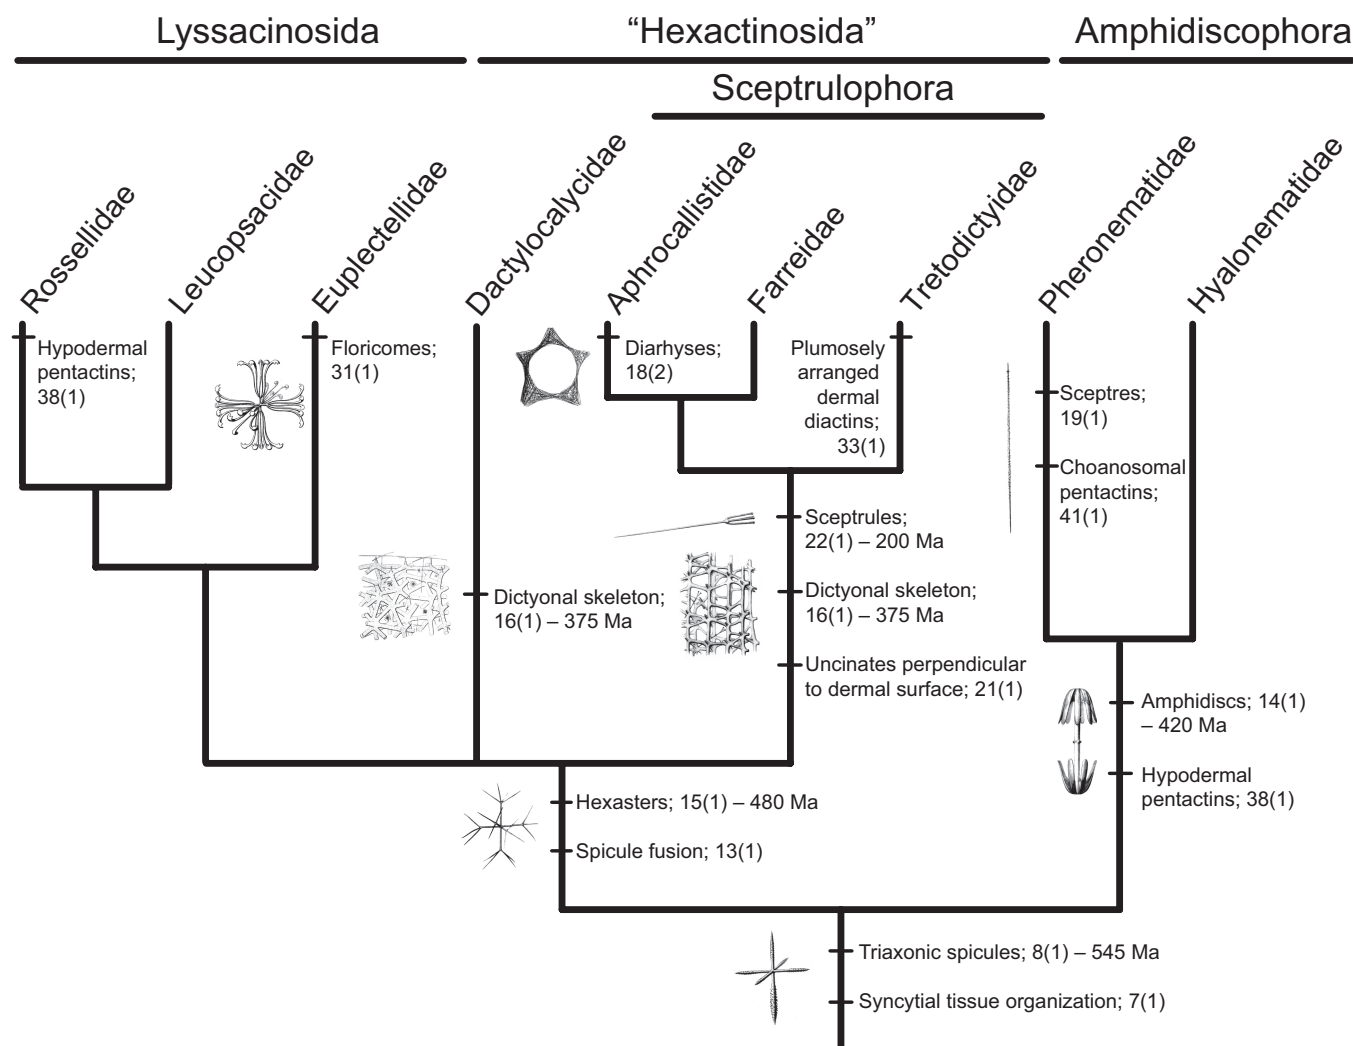 Lyssacinosida
“Hexactinosida”
Amphidiscophora
Sceptrulophora
Rossellidae
Leucopsacidae
Euplectellidae
Dactylocalycidae
Aphrocallistidae
Farreidae
Tretodictyidae
Pheronematidae
Hyalonematidae
Hypodermal
pentactins;
38(1)
Floricomes;
31(1)
Diarhyses;
18(2)
Plumosely
arranged
dermal
diactins;
33(1)
Sceptres;
19(1)
Choanosomal
pentactins;
41(1)
Sceptrules;
22(1) – 200 Ma
Dictyonal skeleton;
16(1) – 375 Ma
Dictyonal skeleton;
16(1) – 375 Ma
Uncinates perpendicular
to dermal surface; 21(1)
Amphidiscs; 14(1)
– 420 Ma
Hypodermal
pentactins; 38(1)
Hexasters; 15(1) – 480 Ma
Spicule fusion; 13(1)
Triaxonic spicules; 8(1) – 545 Ma
Syncytial tissue organization; 7(1)